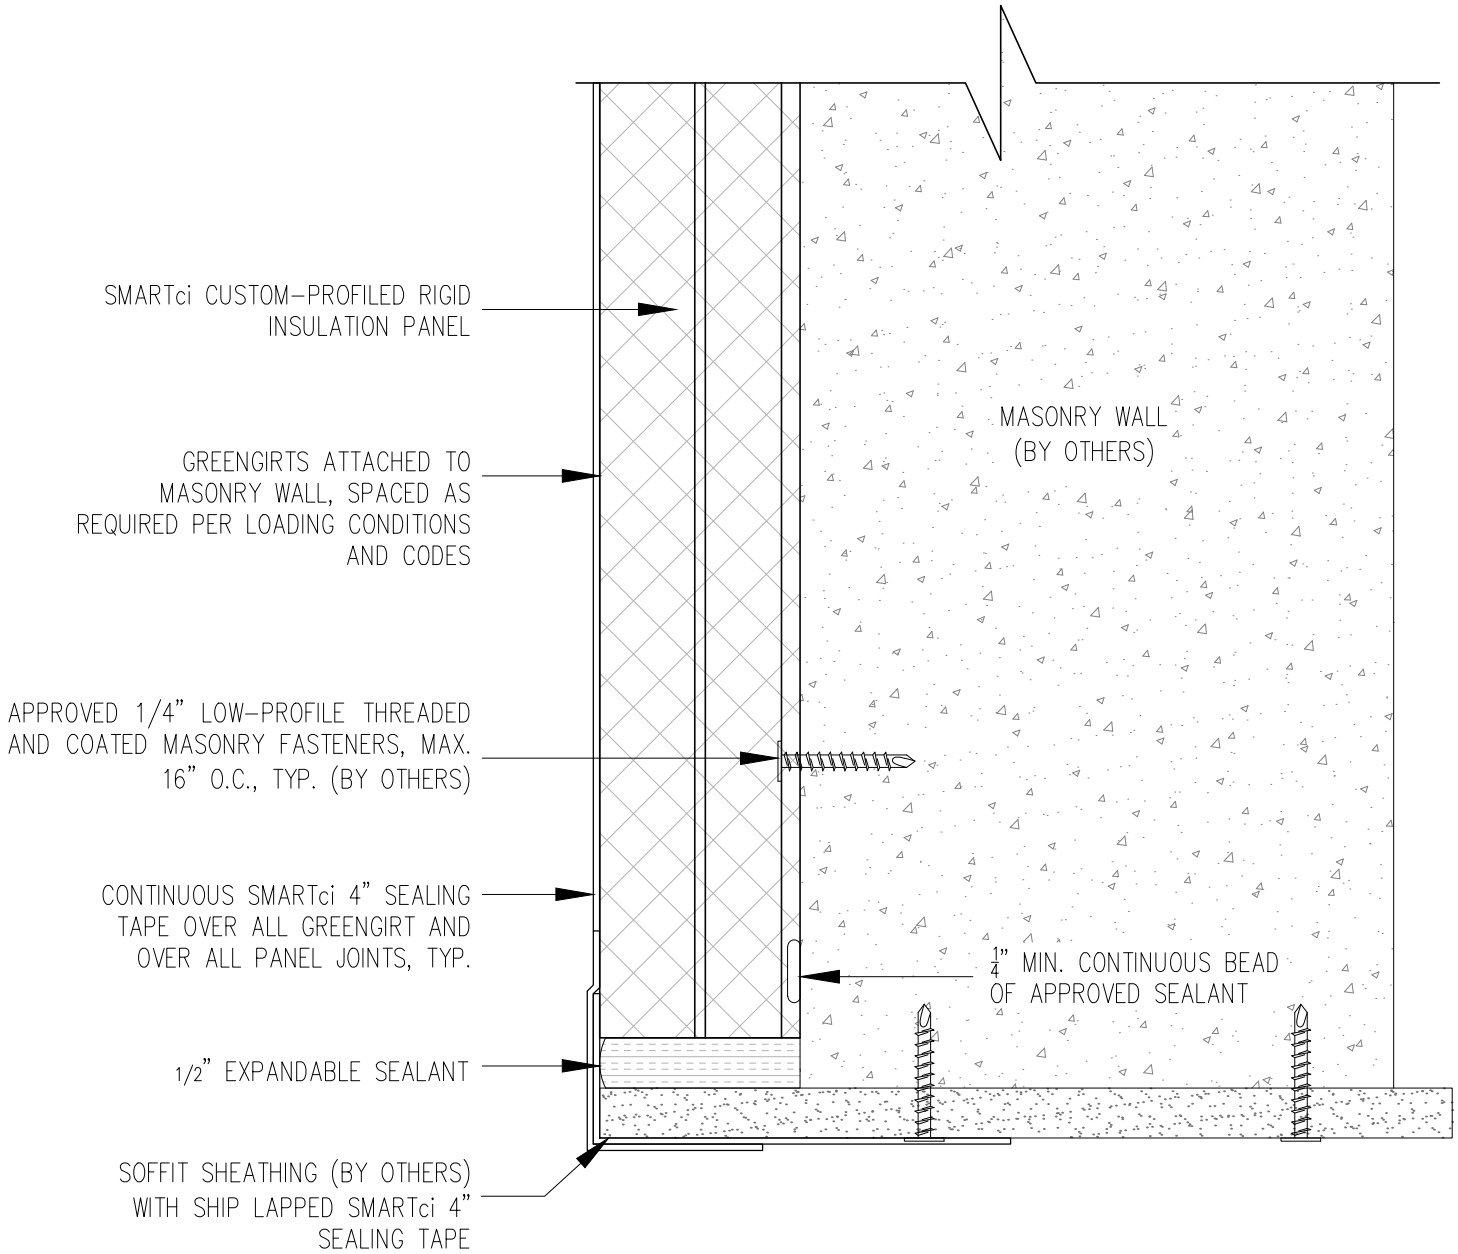 SMARTci CUSTOM-PROFILED RIGID
INSULATION PANEL
MASONRY WALL
(BY OTHERS)
GREENGIRTS ATTACHED TO
MASONRY WALL, SPACED AS
REQUIRED PER LOADING CONDITIONS
AND CODES
APPROVED 1/4" LOW-PROFILE THREADED
AND COATED MASONRY FASTENERS, MAX.
16" O.C., TYP. (BY OTHERS)
CONTINUOUS SMARTci 4" SEALING
TAPE OVER ALL GREENGIRT AND
OVER ALL PANEL JOINTS, TYP.
1/4" MIN. CONTINUOUS BEAD
OF APPROVED SEALANT
1/2" EXPANDABLE SEALANT
SOFFIT SHEATHING (BY OTHERS)
WITH SHIP LAPPED SMARTci 4"
SEALING TAPE